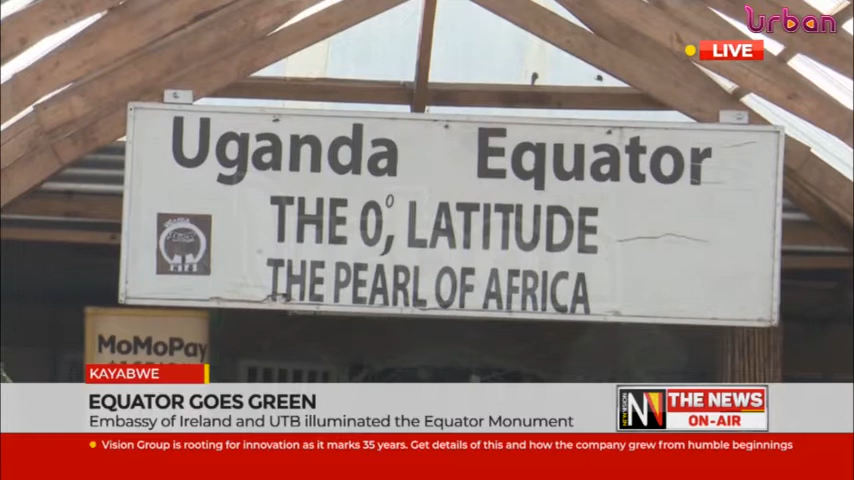 Urban
LIVE
Uganda Equator
THE 0°, LATITUDE
THE PEARL OF AFRICA
MoMoPay
KAYABWE
EQUATOR GOES GREEN
Embassy of Ireland and UTB illuminated the Equator Monument
NEW VISION
N
THE NEWS
ON-AIR
Vision Group is rooting for innovation as it marks 35 years. Get details of this and how the company grew from humble beginnings